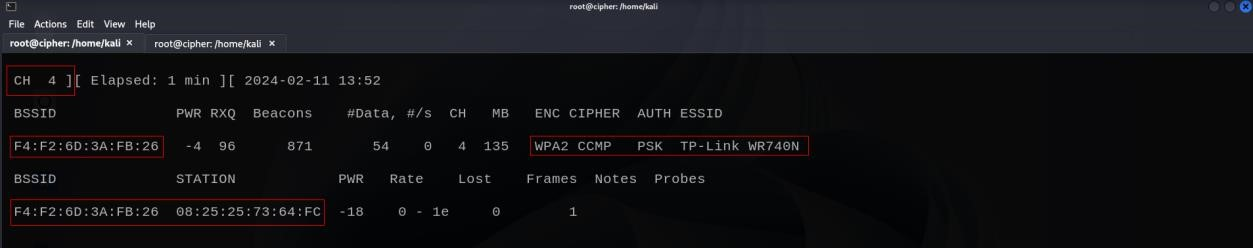 root@cipher: /home/kali
File Actions Edit View Help
root@cipher: /home/kali × root@cipher: /home/kali ×
CH 4 ][ Elapsed: 1 min ][ 2024-02-11 13:52
BSSID PWR RXQ Beacons #Data, #/s CH MB ENC CIPHER AUTH ESSID
F4:F2:6D:3A:FB:26 -4 96 871 54 0 4 135 WPA2 CCMP PSK TP-Link WR740N
BSSID STATION PWR Rate Lost Frames Notes Probes
F4:F2:6D:3A:FB:26 08:25:25:73:64:FC -18 0 - 1e 0 1